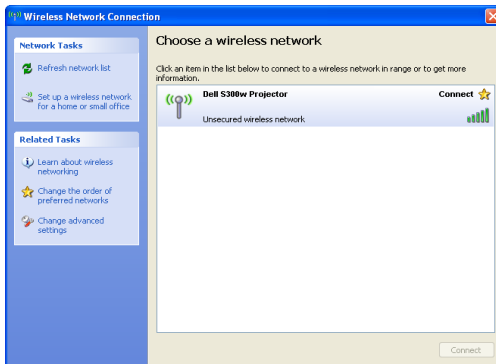 Wireless Network Connection
Network Tasks
Refresh network list
Set up a wireless network
for a home or small office
Related Tasks
Learn about wireless
networking
Change the order of
preferred networks
Change advanced
settings
Choose a wireless network
Click an item in the list below to connect to a wireless network in range or to get more
information.
Dell S300w Projector
Connect
Unsecured wireless network
Connect